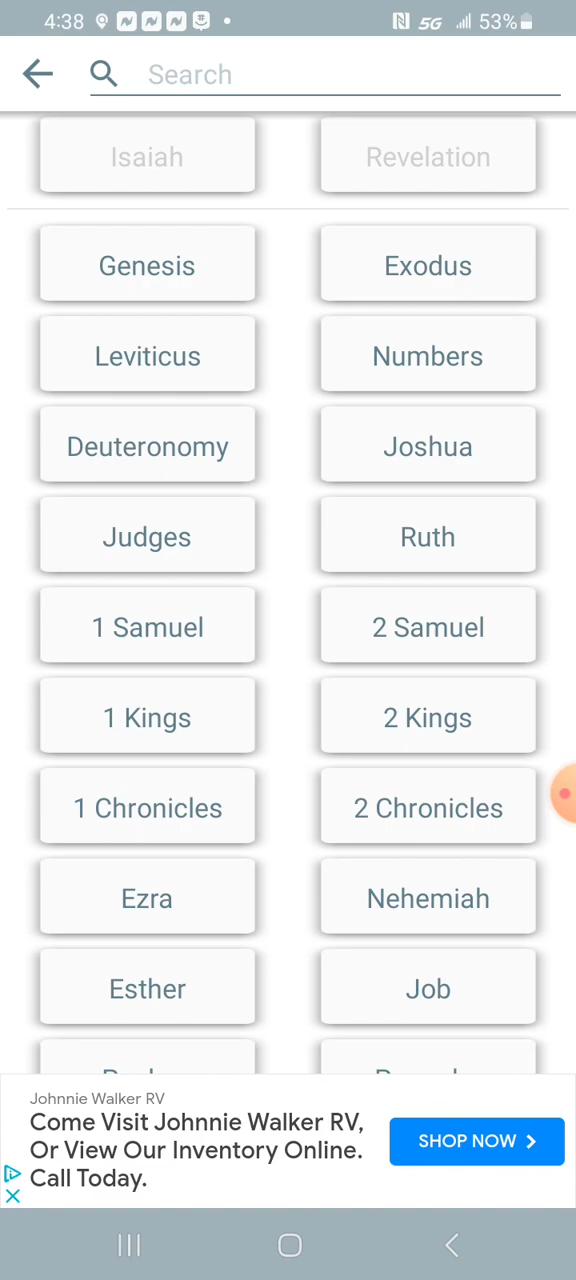 4:38 5G 53%
Search
Isaiah Revelation
Genesis Exodus
Leviticus Numbers
Deuteronomy Joshua
Judges Ruth
1 Samuel 2 Samuel
1 Kings 2 Kings
1 Chronicles 2 Chronicles
Ezra Nehemiah
Esther Job
Johnnie Walker RV
Come Visit Johnnie Walker RV,
Or View Our Inventory Online.
Call Today.
SHOP NOW